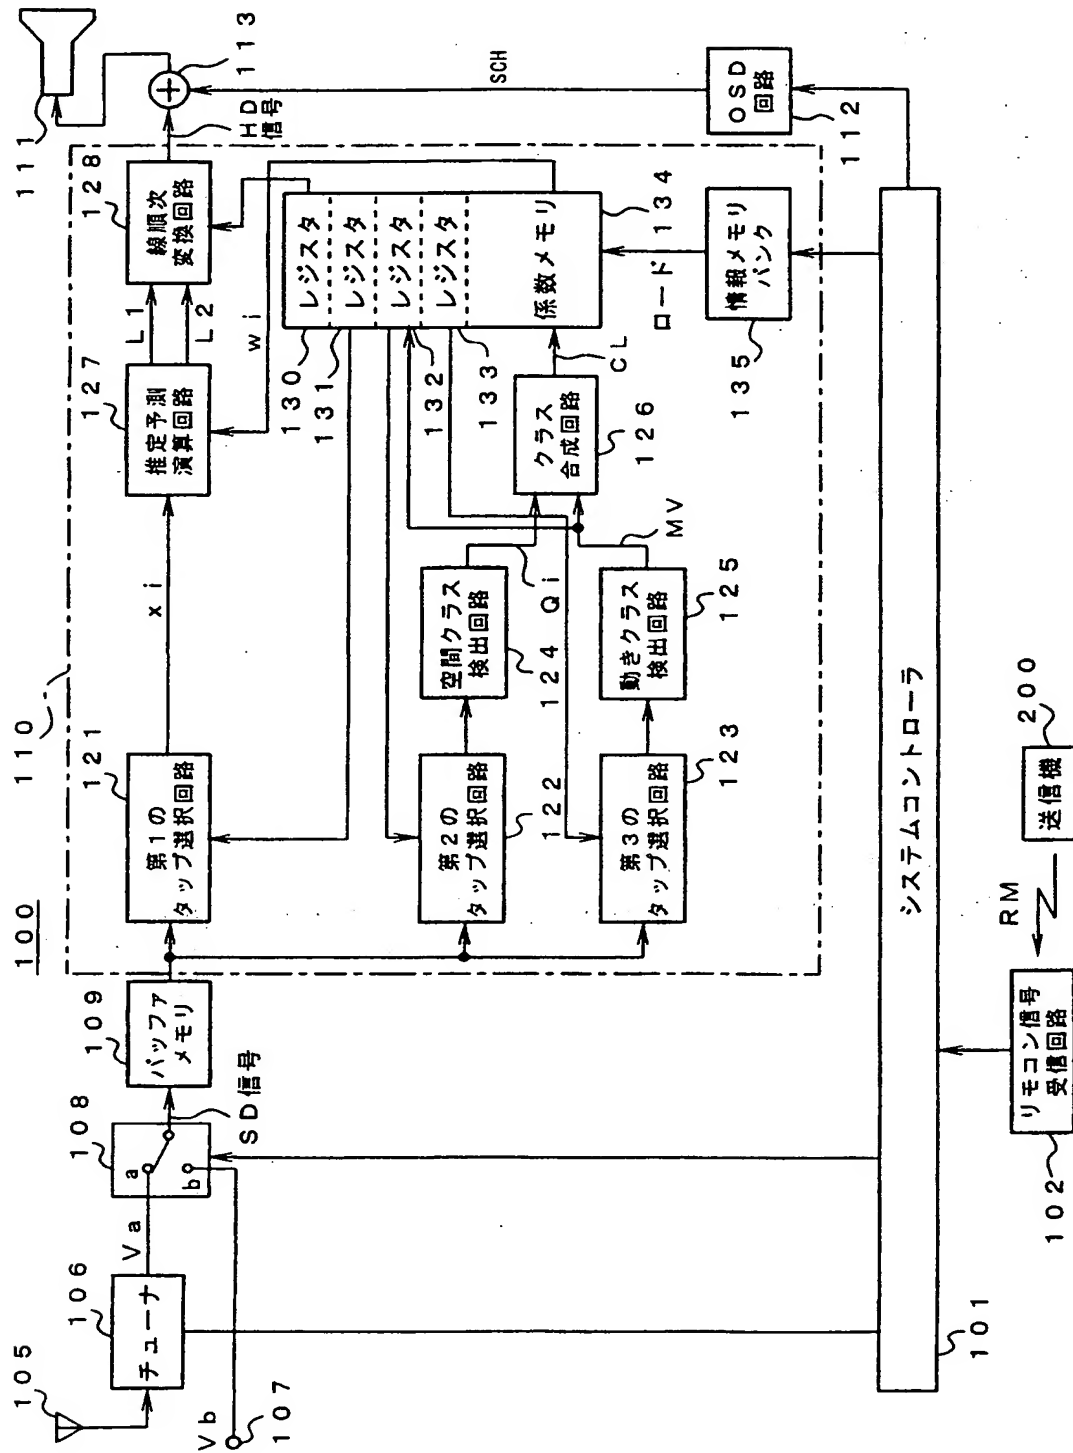 100
110
105
106
チューナ
Va
Vb
107
108
a
b
SD信号
109
バッファ
メモリ
121
第1の
タップ選択回路
xi
127
推定予測
演算回路
L1
L2
128
線順次
変換回路
HD
信号
113
111
wi
122
第2の
タップ選択回路
124
空間クラス
検出回路
Qi
123
第3の
タップ選択回路
125
動きクラス
検出回路
MV
126
クラス
合成回路
CL
130
レジスタ
131
レジスタ
132
レジスタ
133
レジスタ
係数メモリ
134
ロード
135
情報メモリ
バンク
SCH
OSD
回路
112
101
システムコントローラ
102
リモコン信号
受信回路
RM
送信機
200